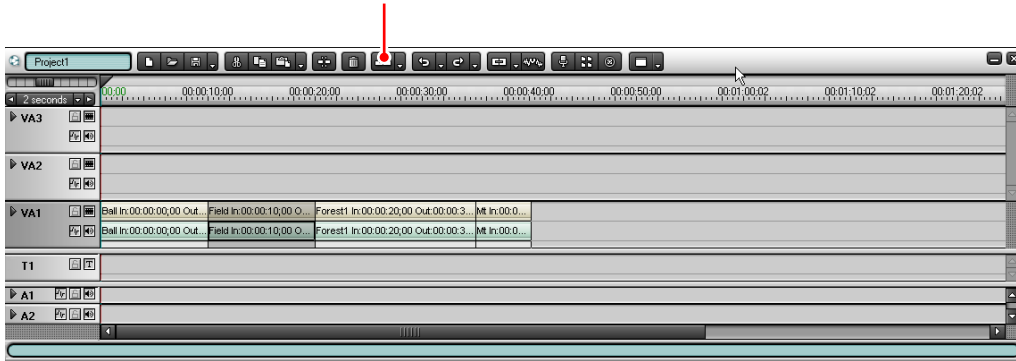 Project1
2 seconds
00;00 00:00:10;00 00:00:20;00 00:00:30;00 00:00:40;00 00:00:50;00 00:01:00;02 00:01:10;02 00:01:20;02
VA3
VA2
VA1
Ball In:00:00:00;00 Out... Field In:00:00:10;00 O... Forest1 In:00:00:20;00 Out:00:00:3... Mt In:00:0...
Ball In:00:00:00;00 Out... Field In:00:00:10;00 O... Forest1 In:00:00:20;00 Out:00:00:3... Mt In:00:0...
T1 T
A1
A2